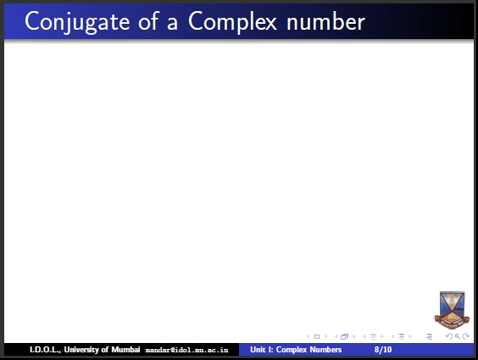 Conjugate of a Complex number
I.D.O.L., University of Mumbai mandar@idol.mu.ac.in Unit I: Complex Numbers 8/10